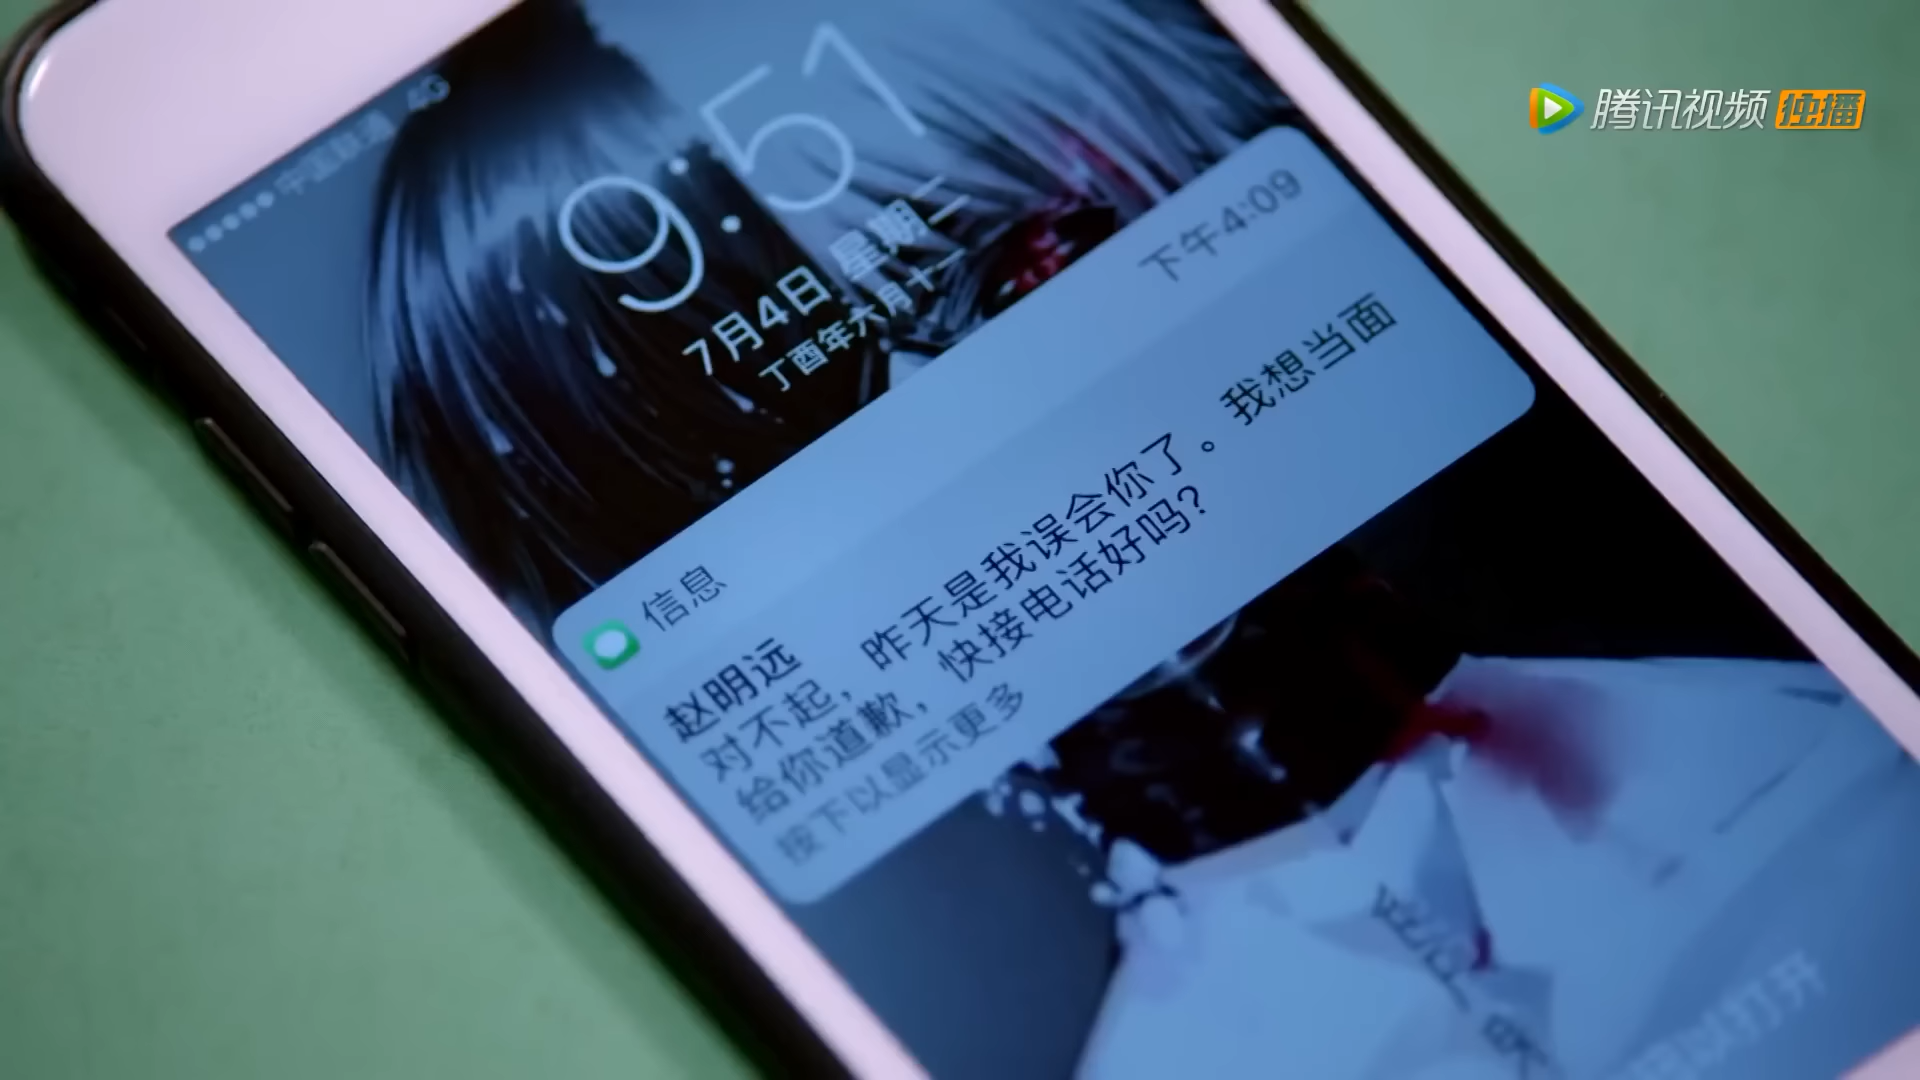 腾讯视频 独播
中国联通 4G
9:51
7月4日 星期二
丁酉年六月十一
信息 下午4:09
赵明远
对不起，昨天是我误会你了。我想当面
给你道歉，快接电话好吗？
按下以显示更多